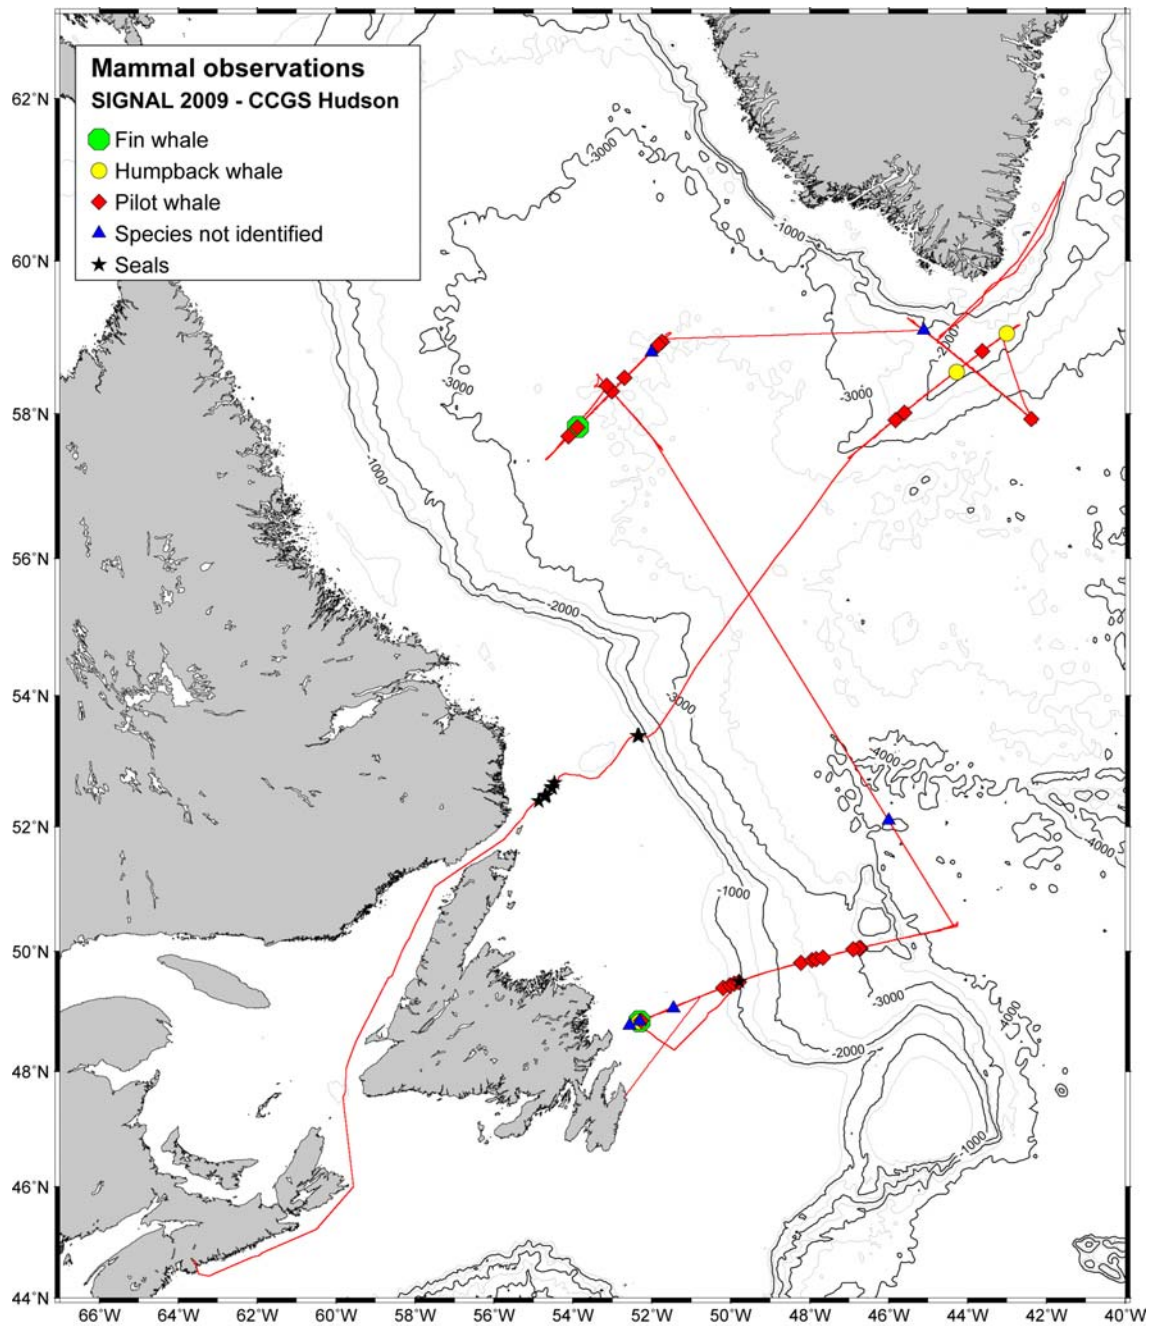 Mammal observations
SIGNAL 2009 - CCGS Hudson
Fin whale
Humpback whale
Pilot whale
Species not identified
Seals
62°N
60°N
58°N
56°N
54°N
52°N
50°N
48°N
46°N
44°N
66°W 64°W 62°W 60°W 58°W 56°W 54°W 52°W 50°W 48°W 46°W 44°W 42°W 40°W
-3000
-1000
-2000
-3000
-3000
-1000
-2000
-3000
-4000
-4000
-1000
-3000
-4000
-2000
-1000